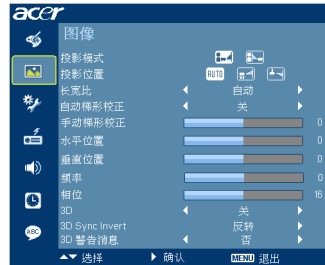 acer
图像
投影模式
投影位置 AUTO
长宽比 自动
自动梯形校正 关
手动梯形校正 0
水平位置 0
垂直位置 0
频率 0
相位 16
3D 关
3D Sync Invert 反转
3D 警告消息 否
选择 确认 MENU 退出
ABC